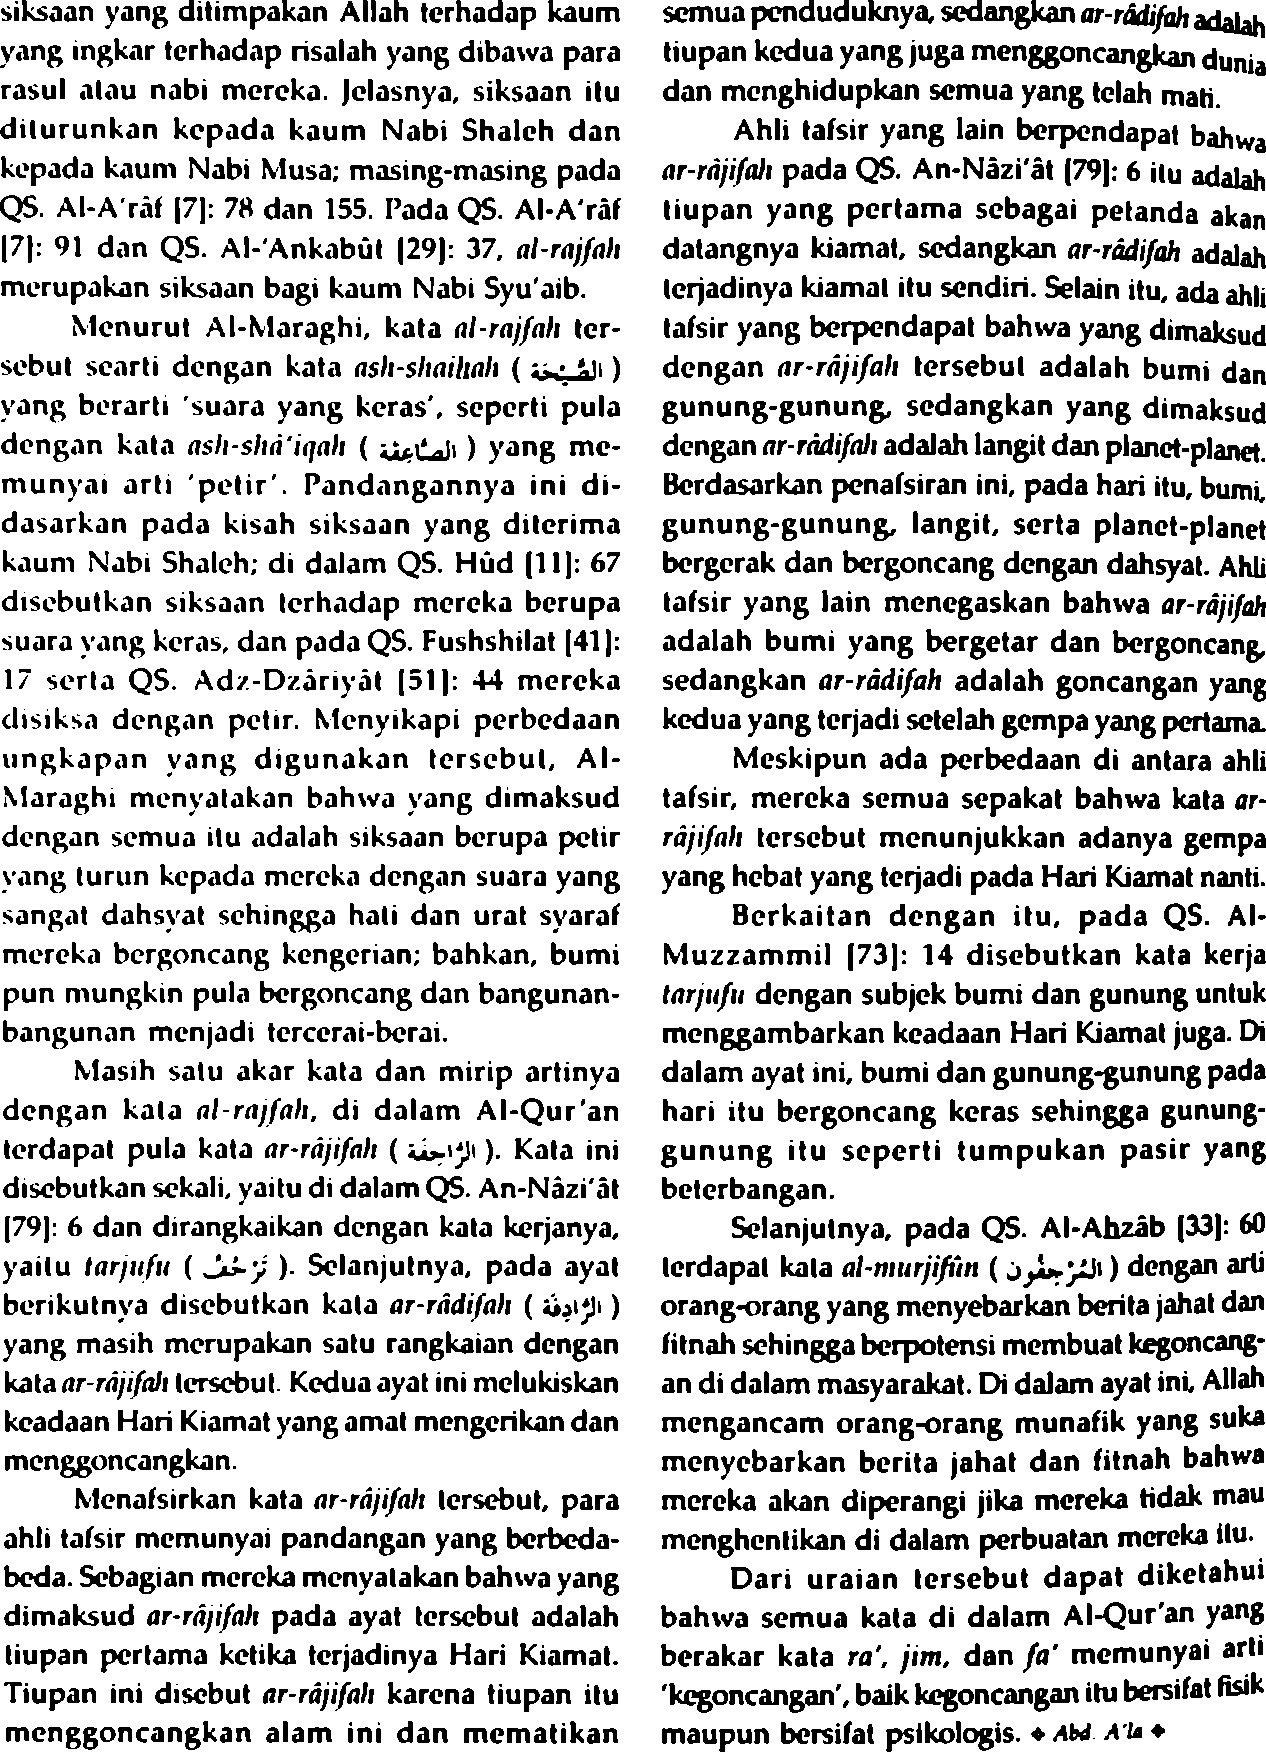 siksaan yang ditimpakan Allah terhadap kaum
yang ingkar terhadap risalah yang dibawa para
rasul atau nabi mereka. Jelasnya, siksaan itu
diturunkan kepada kaum Nabi Shaleh dan
kepada kaum Nabi Musa; masing-masing pada
QS. Al-A'râf [7]: 78 dan 155. Pada QS. Al-A'râf
[7]: 91 dan QS. Al-'Ankabût [29]: 37, al-rajfah
merupakan siksaan bagi kaum Nabi Syu'aib.
Menurut Al-Maraghi, kata al-rajfah ter-
sebut searti dengan kata ash-shaihah ( الصَّيْحَة )
yang berarti 'suara yang keras', seperti pula
dengan kata ash-shâ'iqah ( الصَّاعِقَة ) yang me-
munyai arti 'petir'. Pandangannya ini di-
dasarkan pada kisah siksaan yang diterima
kaum Nabi Shaleh; di dalam QS. Hûd [11]: 67
disebutkan siksaan terhadap mereka berupa
suara yang keras, dan pada QS. Fushshilat [41]:
17 serta QS. Adz-Dzâriyât [51]: 44 mereka
disiksa dengan petir. Menyikapi perbedaan
ungkapan yang digunakan tersebut, Al-
Maraghi menyatakan bahwa yang dimaksud
dengan semua itu adalah siksaan berupa petir
yang turun kepada mereka dengan suara yang
sangat dahsyat sehingga hati dan urat syaraf
mereka bergoncang kengerian; bahkan, bumi
pun mungkin pula bergoncang dan bangunan-
bangunan menjadi tercerai-berai.
Masih satu akar kata dan mirip artinya
dengan kata al-rajfah, di dalam Al-Qur'an
terdapat pula kata ar-râjifah ( الرَّاجِفَة ). Kata ini
disebutkan sekali, yaitu di dalam QS. An-Nâzi'ât
[79]: 6 dan dirangkaikan dengan kata kerjanya,
yaitu tarjufu ( تَرْجُفُ ). Selanjutnya, pada ayat
berikutnya disebutkan kata ar-râdifah ( الرَّادِفَة )
yang masih merupakan satu rangkaian dengan
kata ar-râjifah tersebut. Kedua ayat ini melukiskan
keadaan Hari Kiamat yang amat mengerikan dan
menggoncangkan.
Menafsirkan kata ar-râjifah tersebut, para
ahli tafsir memunyai pandangan yang berbeda-
beda. Sebagian mereka menyatakan bahwa yang
dimaksud ar-râjifah pada ayat tersebut adalah
tiupan pertama ketika terjadinya Hari Kiamat.
Tiupan ini disebut ar-râjifah karena tiupan itu
menggoncangkan alam ini dan mematikan
semua penduduknya, sedangkan ar-râdifah adalah
tiupan kedua yang juga menggoncangkan dunia
dan menghidupkan semua yang telah mati.
Ahli tafsir yang lain berpendapat bahwa
ar-râjifah pada QS. An-Nâzi'ât [79]: 6 itu adalah
tiupan yang pertama sebagai petanda akan
datangnya kiamat, sedangkan ar-râdifah adalah
terjadinya kiamat itu sendiri. Selain itu, ada ahli
tafsir yang berpendapat bahwa yang dimaksud
dengan ar-râjifah tersebut adalah bumi dan
gunung-gunung, sedangkan yang dimaksud
dengan ar-râdifah adalah langit dan planet-planet.
Berdasarkan penafsiran ini, pada hari itu, bumi,
gunung-gunung, langit, serta planet-planet
bergerak dan bergoncang dengan dahsyat. Ahli
tafsir yang lain menegaskan bahwa ar-râjifah
adalah bumi yang bergetar dan bergoncang,
sedangkan ar-râdifah adalah goncangan yang
kedua yang terjadi setelah gempa yang pertama.
Meskipun ada perbedaan di antara ahli
tafsir, mereka semua sepakat bahwa kata ar-
râjifah tersebut menunjukkan adanya gempa
yang hebat yang terjadi pada Hari Kiamat nanti.
Berkaitan dengan itu, pada QS. Al-
Muzzammil [73]: 14 disebutkan kata kerja
tarjufu dengan subjek bumi dan gunung untuk
menggambarkan keadaan Hari Kiamat juga. Di
dalam ayat ini, bumi dan gunung-gunung pada
hari itu bergoncang keras sehingga gunung-
gunung itu seperti tumpukan pasir yang
beterbangan.
Selanjutnya, pada QS. Al-Ahzâb [33]: 60
terdapat kata al-murjifûn ( الْمُرْجِفُون ) dengan arti
orang-orang yang menyebarkan berita jahat dan
fitnah sehingga berpotensi membuat kegoncang-
an di dalam masyarakat. Di dalam ayat ini, Allah
mengancam orang-orang munafik yang suka
menyebarkan berita jahat dan fitnah bahwa
mereka akan diperangi jika mereka tidak mau
menghentikan di dalam perbuatan mereka itu.
Dari uraian tersebut dapat diketahui
bahwa semua kata di dalam Al-Qur'an yang
berakar kata ra', jim, dan fa' memunyai arti
'kegoncangan', baik kegoncangan itu bersifat fisik
maupun bersifat psikologis. ♦ Abd. A'la ♦